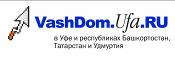 VashDom.Ufa.RU
в Уфе и республиках Башкортостан,
Татарстан и Удмуртия